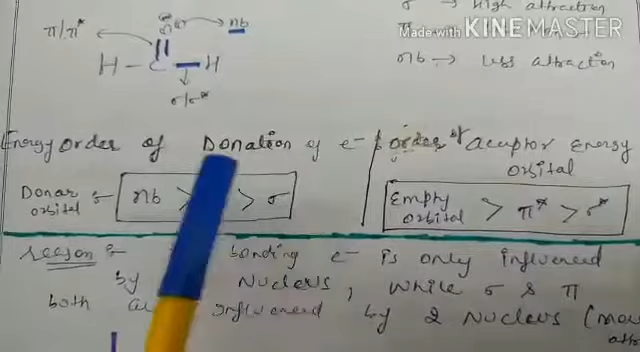 σ → High attraction
π/π* nb
Made with KINEMASTER
H - C - H
nb → less attraction
σ/σ*
Energy order of Donation of e- order of acceptor Energy
orbital
Donar :- nb > > σ
orbital
Empty > π* > σ*
orbital
reason :- bonding e- is only influenced
by Nucleus, while σ & π
both influenced by 2 Nucleus (